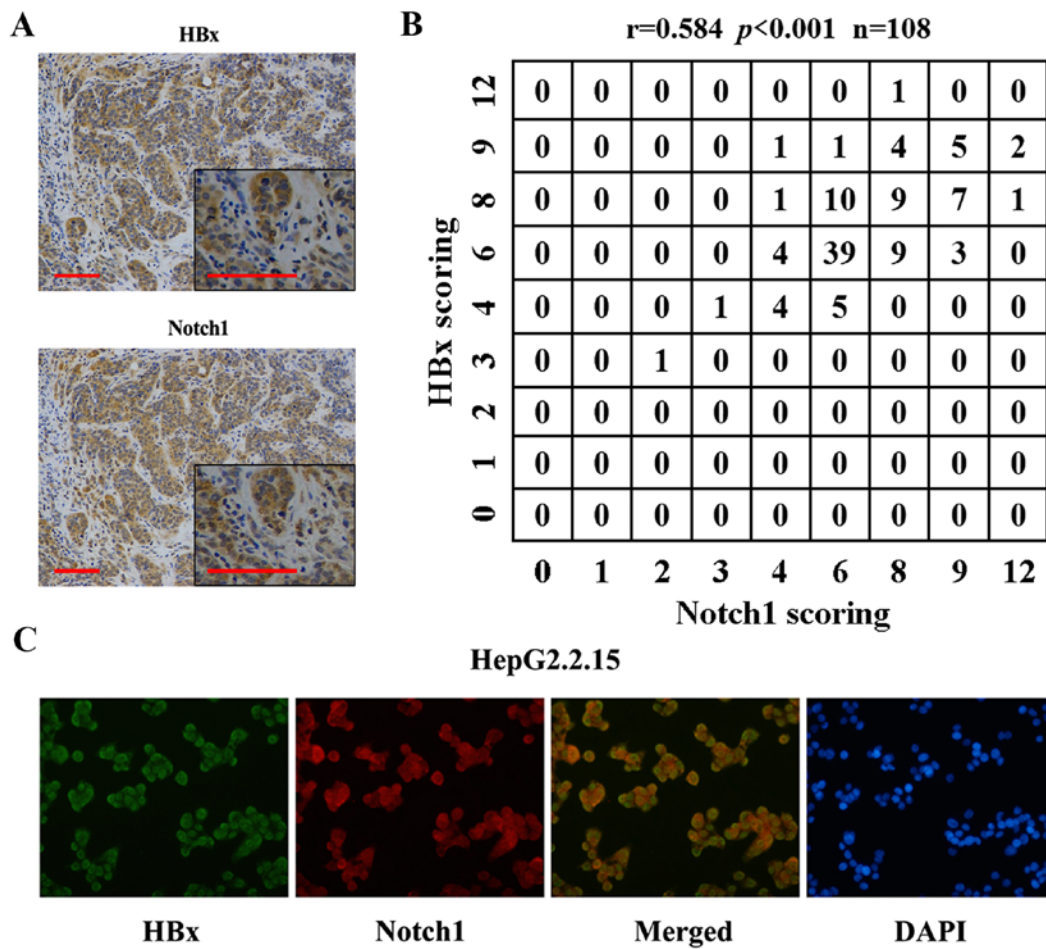 A
HBx
Notch1
B
r=0.584 p<0.001 n=108
HBx scoring
12 0 0 0 0 0 0 1 0 0
9 0 0 0 0 1 1 4 5 2
8 0 0 0 0 1 10 9 7 1
6 0 0 0 0 4 39 9 3 0
4 0 0 0 1 4 5 0 0 0
3 0 0 1 0 0 0 0 0 0
2 0 0 0 0 0 0 0 0 0
1 0 0 0 0 0 0 0 0 0
0 0 0 0 0 0 0 0 0 0
0 1 2 3 4 6 8 9 12
Notch1 scoring
C
HepG2.2.15
HBx Notch1 Merged DAPI